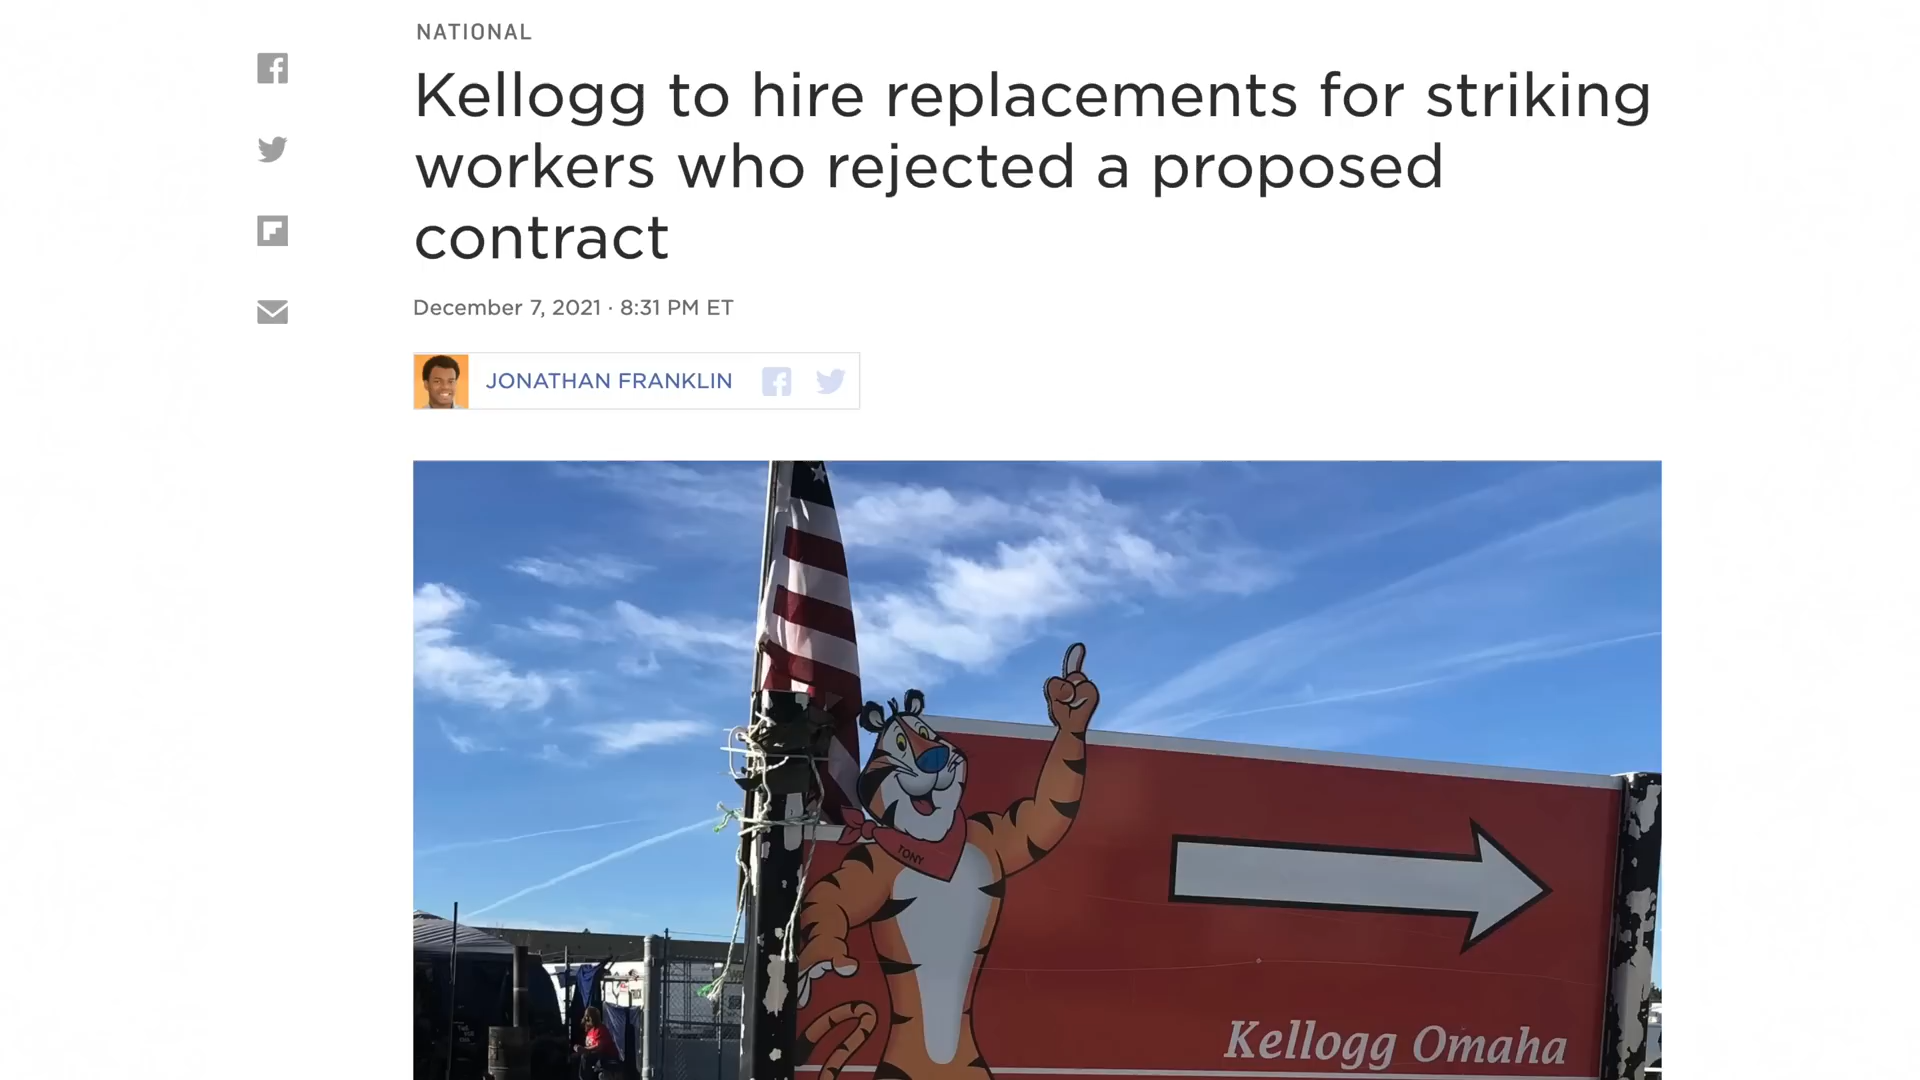 NATIONAL
Kellogg to hire replacements for striking
workers who rejected a proposed
contract
December 7, 2021 · 8:31 PM ET
JONATHAN FRANKLIN
TONY
Kellogg Omaha